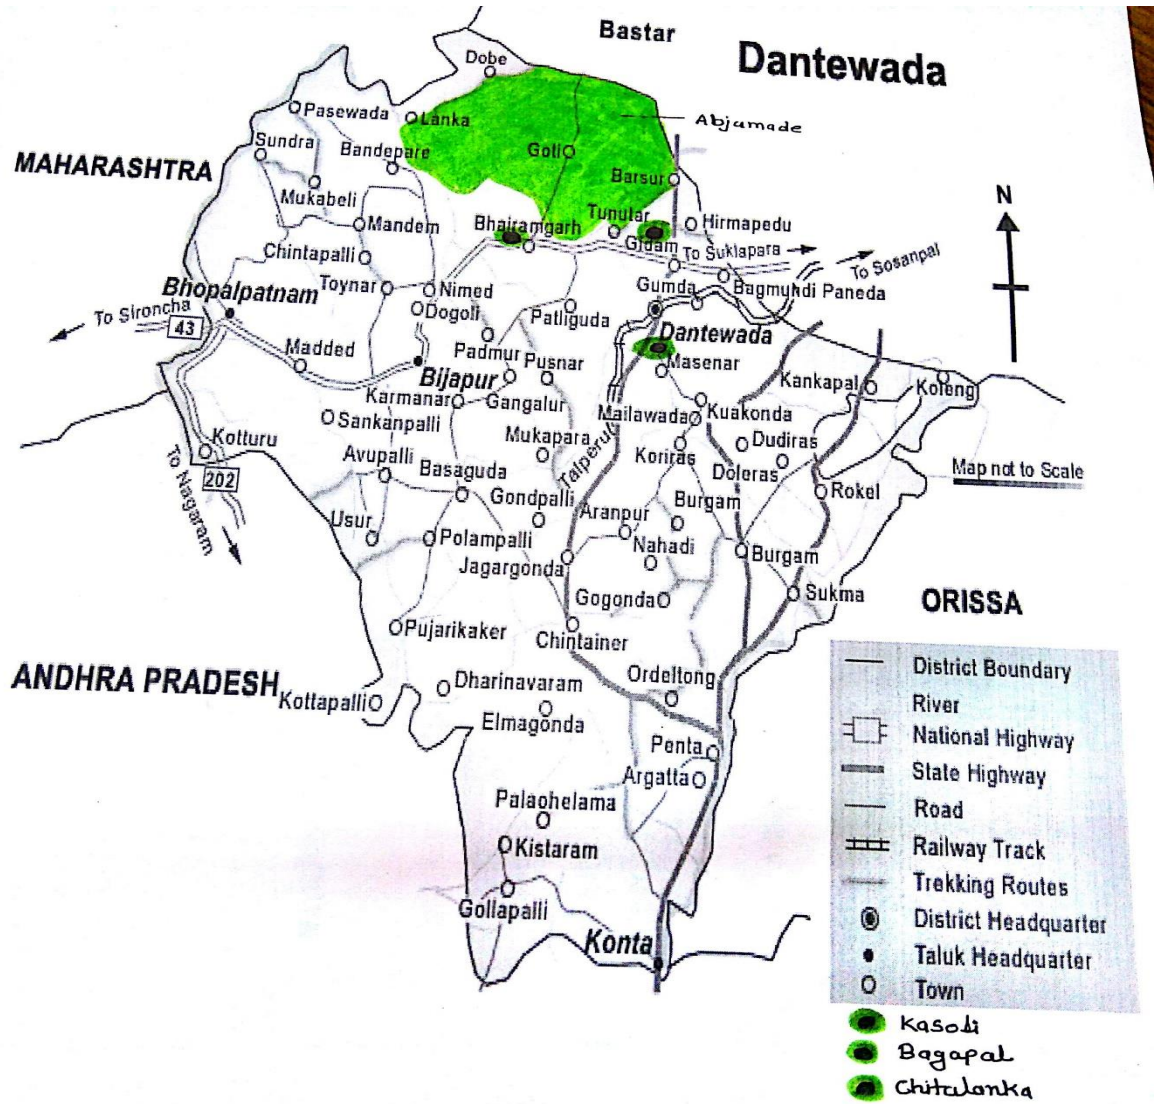 Bastar
Dantewada
Dobe
Abjumade
Pasewada
Lanka
Sundra
Bandepare
Goti
MAHARASHTRA
Barsur
Mukabeli
Mandem
Bhairamgarh
Tunutar
Hirmapedu
N
Chintapalli
Gidam
To Suklapara
To Sosanpal
Toynar
Nimed
Gumda
Bagmundi Paneda
Bhopalpatnam
To Sironcha
43
Dogoli
Patliguda
Dantewada
Madded
Padmur
Pusnar
Masenar
Bijapur
Kankapal
Koleng
Karmanar
Gangalur
Mailawada
Kuakonda
Sankanpalli
Mukapara
Talperu
Dudiras
Kotturu
Koriras
Doleras
Map not to Scale
To Nagaram
202
Avupalli
Basaguda
Gondpalli
Burgam
Rokel
Usur
Aranpur
Polampalli
Nahadi
Burgam
Jagargonda
Gogonda
Sukma
ORISSA
Pujarikaker
Chintainer
ANDHRA PRADESH
Kottapalli
Dharinavaram
Ordeltong
Elmagonda
Penta
Argatta
Palaohelama
Kistaram
Gollapalli
Konta
District Boundary
River
National Highway
State Highway
Road
Railway Track
Trekking Routes
District Headquarter
Taluk Headquarter
Town
Kasoli
Bagapal
Chitalonka